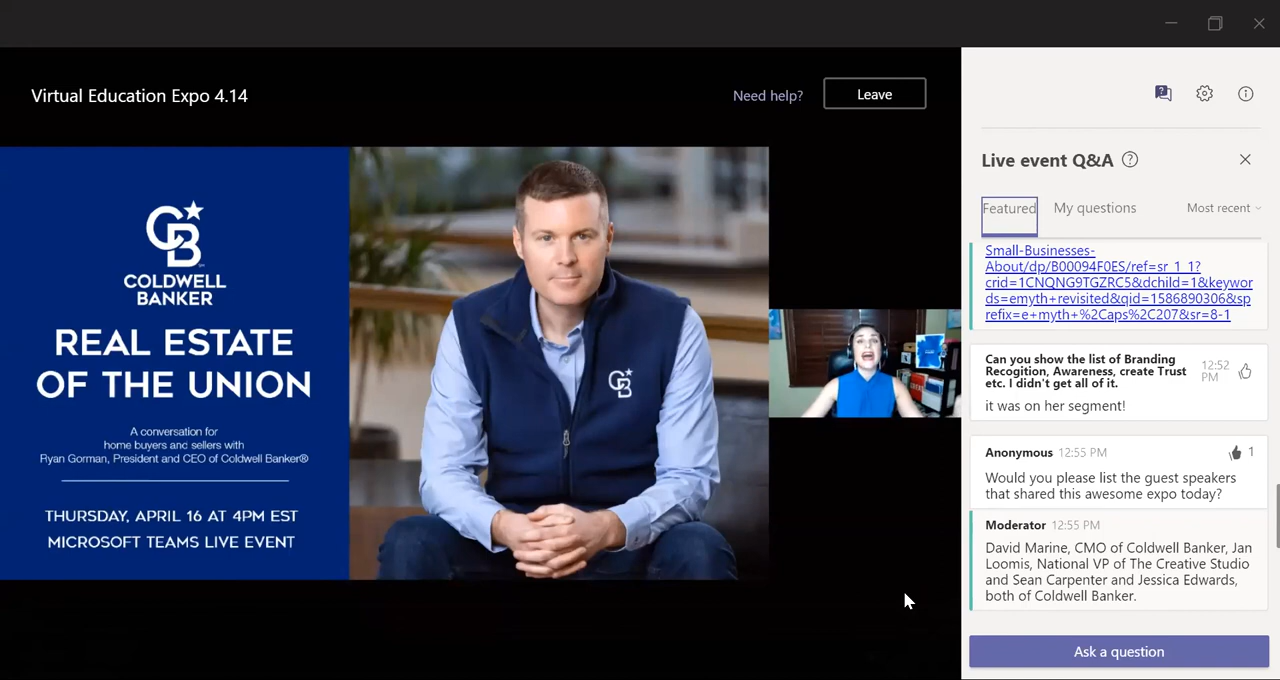 Virtual Education Expo 4.14
Need help?
Leave
CB
COLDWELL
BANKER
REAL ESTATE
OF THE UNION
A conversation for
home buyers and sellers with
Ryan Gorman, President and CEO of Coldwell Banker®
THURSDAY, APRIL 16 AT 4PM EST
MICROSOFT TEAMS LIVE EVENT
CB
Live event Q&A
Featured
My questions
Most recent
Small-Businesses-
About/dp/B00094F0ES/ref=sr_1_1?
crid=1CNQNG9TGZRC5&dchild=1&keywor
ds=emyth+revisited&qid=1586890306&sp
refix=e+myth+%2Caps%2C207&sr=8-1
Can you show the list of Branding
Recogition, Awareness, create Trust
etc. I didn't get all of it.
12:52
PM
it was on her segment!
Anonymous 12:55 PM
1
Would you please list the guest speakers
that shared this awesome expo today?
Moderator 12:55 PM
David Marine, CMO of Coldwell Banker, Jan
Loomis, National VP of The Creative Studio
and Sean Carpenter and Jessica Edwards,
both of Coldwell Banker.
Ask a question